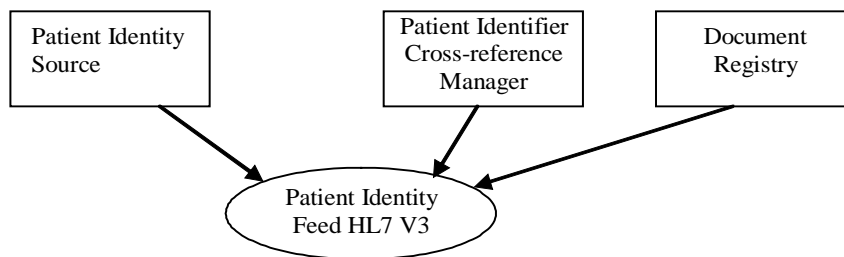 Patient Identity
Source
Patient Identifier
Cross-reference
Manager
Document
Registry
Patient Identity
Feed HL7 V3